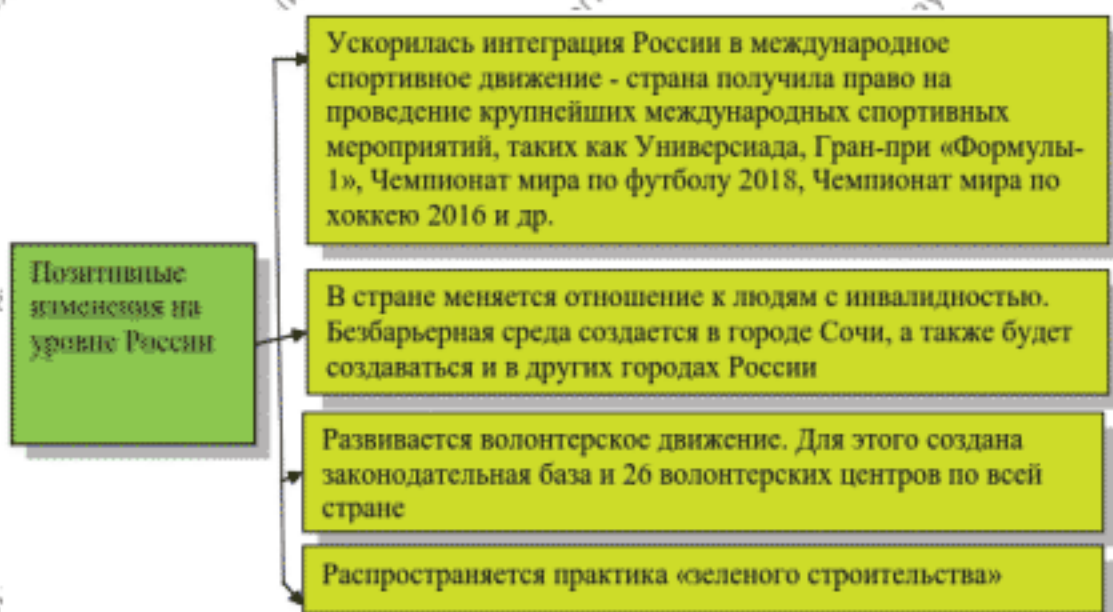 Ускорилась интеграция России в международное
спортивное движение - страна получила право на
проведение крупнейших международных спортивных
мероприятий, таких как Универсиада, Гран-при «Формулы-
1», Чемпионат мира по футболу 2018, Чемпионат мира по
хоккею 2016 и др.
Позитивные
изменения на
уровне России
В стране меняется отношение к людям с инвалидностью.
Безбарьерная среда создается в городе Сочи, а также будет
создаваться и в других городах России
Развивается волонтерское движение. Для этого создана
законодательная база и 26 волонтерских центров по всей
стране
Распространяется практика «зеленого строительства»